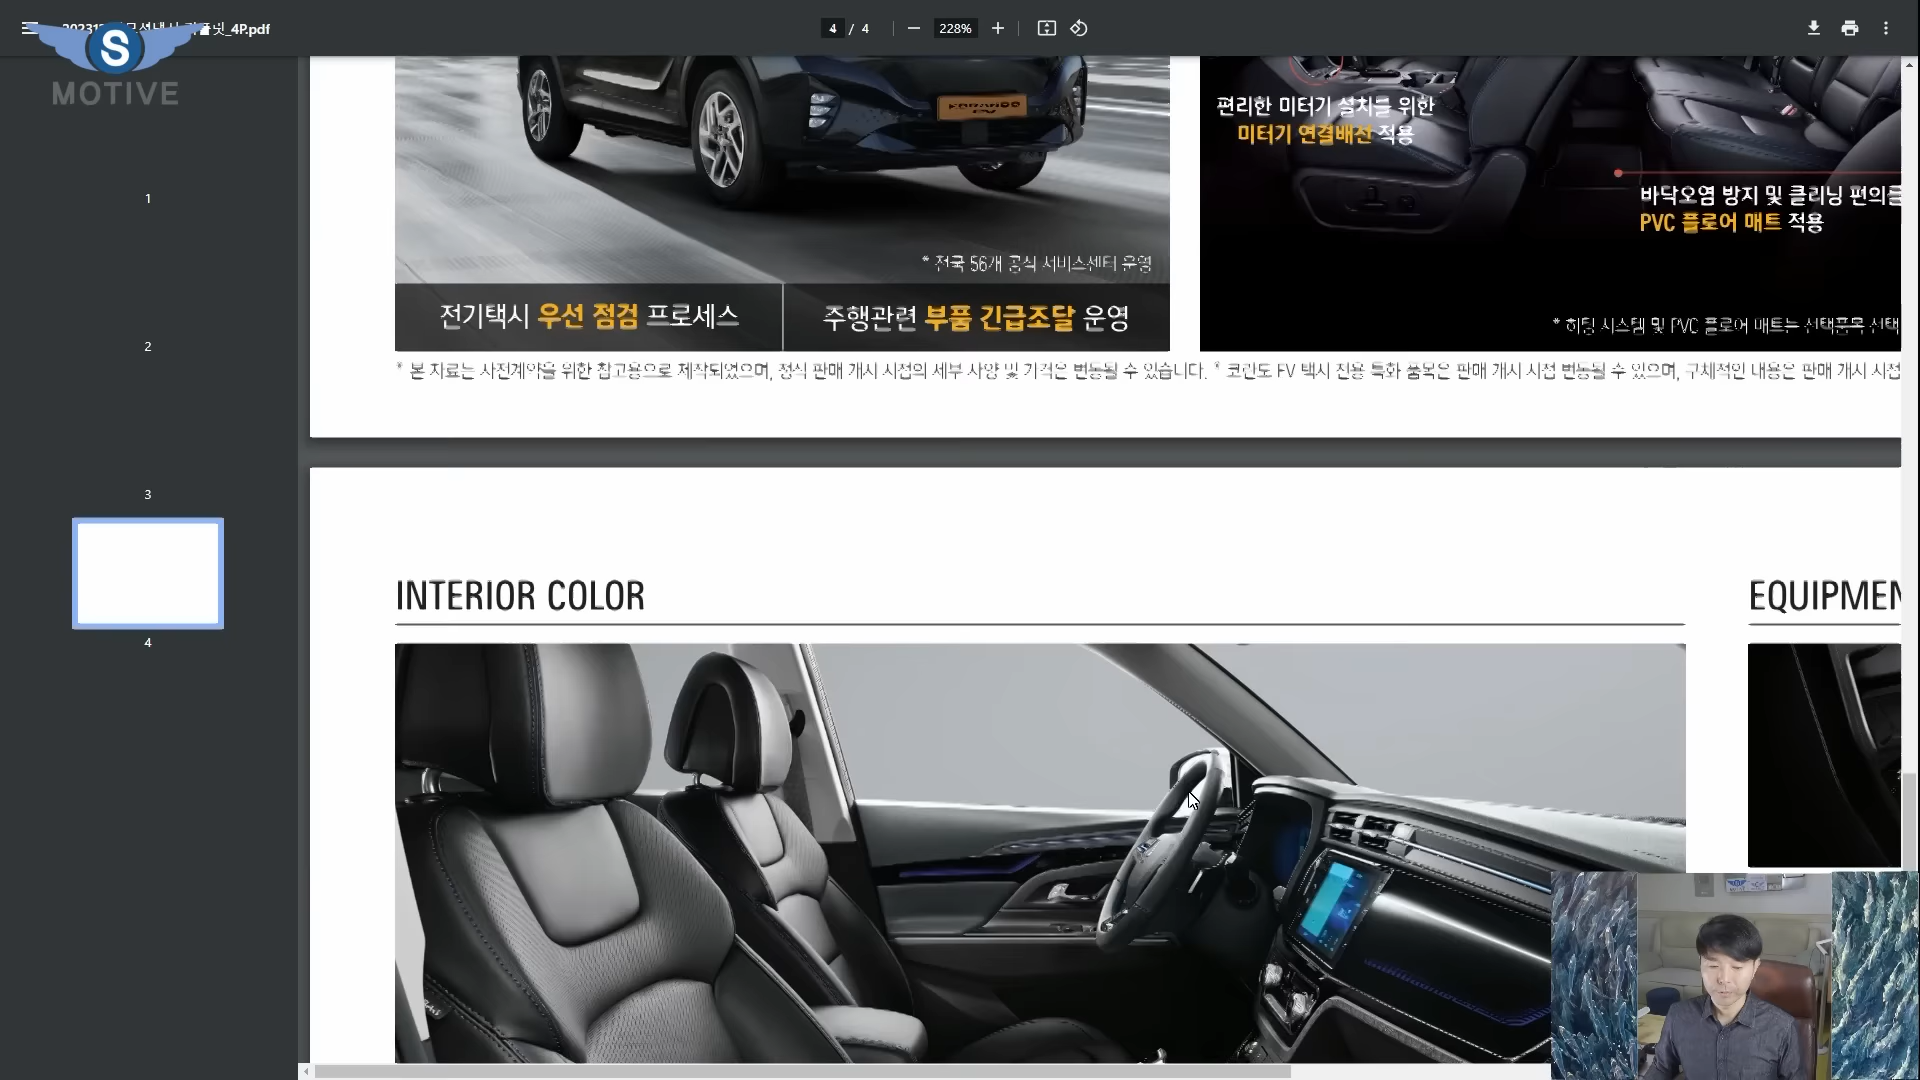 _4P.pdf
4 / 4
228%
S
MOTIVE
1
2
3
4
편리한 미터기 설치를 위한
미터기 연결배선 적용
바닥오염 방지 및 클리닝 편의를
PVC 플로어 매트 적용
* 전국 56개 공식 서비스센터 운영
전기택시 우선 점검 프로세스
주행관련 부품 긴급조달 운영
* 히팅 시스템 및 PVC 플로어 매트는 선택품목 선택
* 본 자료는 사전계약을 위한 참고용으로 제작되었으며, 정식 판매 개시 시점의 세부 사양 및 가격은 변동될 수 있습니다. * 코란도 EV 택시 전용 특화 품목은 판매 개시 시점 변동될 수 있으며, 구체적인 내용은 판매 개시 시점
INTERIOR COLOR
EQUIPMEN